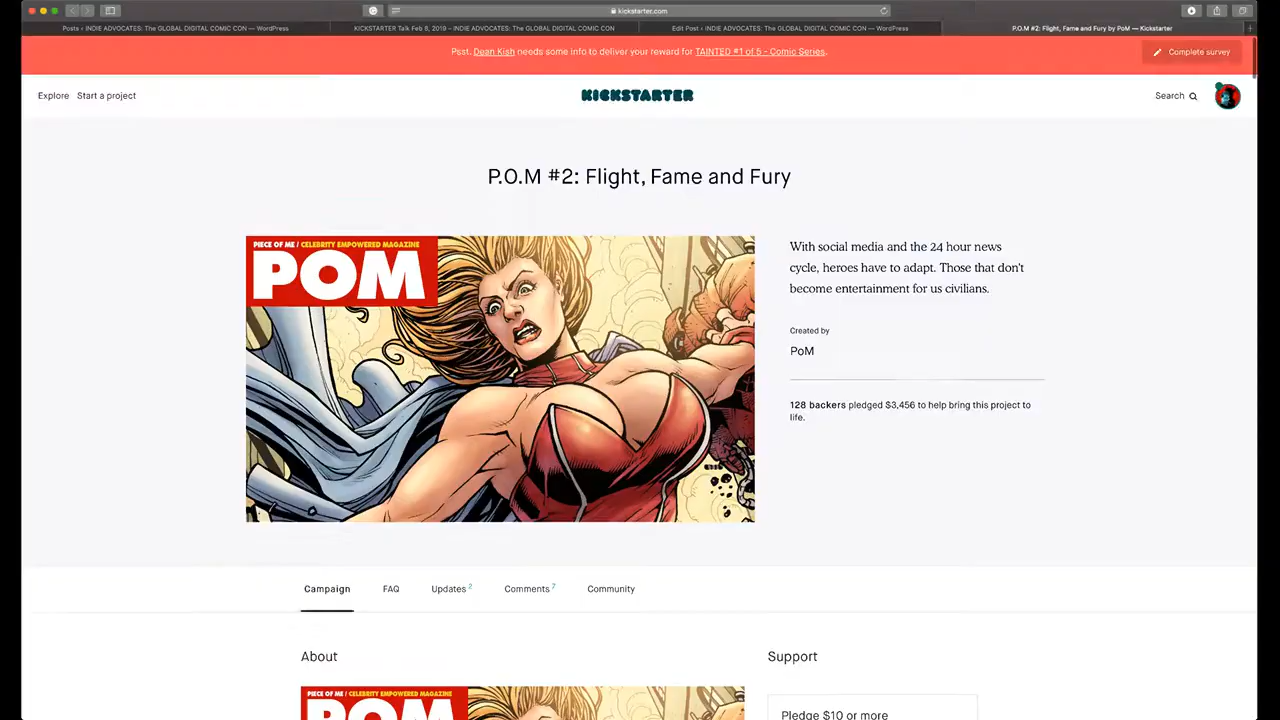 kickstarter.com
Posts ‹ INDIE ADVOCATES: The GLOBAL DIGITAL COMIC CON — WordPress
KICKSTARTER Talk Feb 8, 2019 – INDIE ADVOCATES: The GLOBAL DIGITAL COMIC CON
Edit Post ‹ INDIE ADVOCATES: The GLOBAL DIGITAL COMIC CON — WordPress
P.O.M #2: Flight, Fame and Fury by PoM — Kickstarter
Psst. Dean Kish needs some info to deliver your reward for TAINTED #1 of 5 - Comic Series.
Complete survey
Explore Start a project
KICKSTARTER
Search
P.O.M #2: Flight, Fame and Fury
PIECE OF ME / CELEBRITY EMPOWERED MAGAZINE
POM
With social media and the 24 hour news
cycle, heroes have to adapt. Those that don't
become entertainment for us civilians.
Created by
PoM
128 backers pledged $3,456 to help bring this project to
life.
Campaign
FAQ
Updates 2
Comments 7
Community
About
Support
PIECE OF ME / CELEBRITY EMPOWERED MAGAZINE
POM
Pledge $10 or more